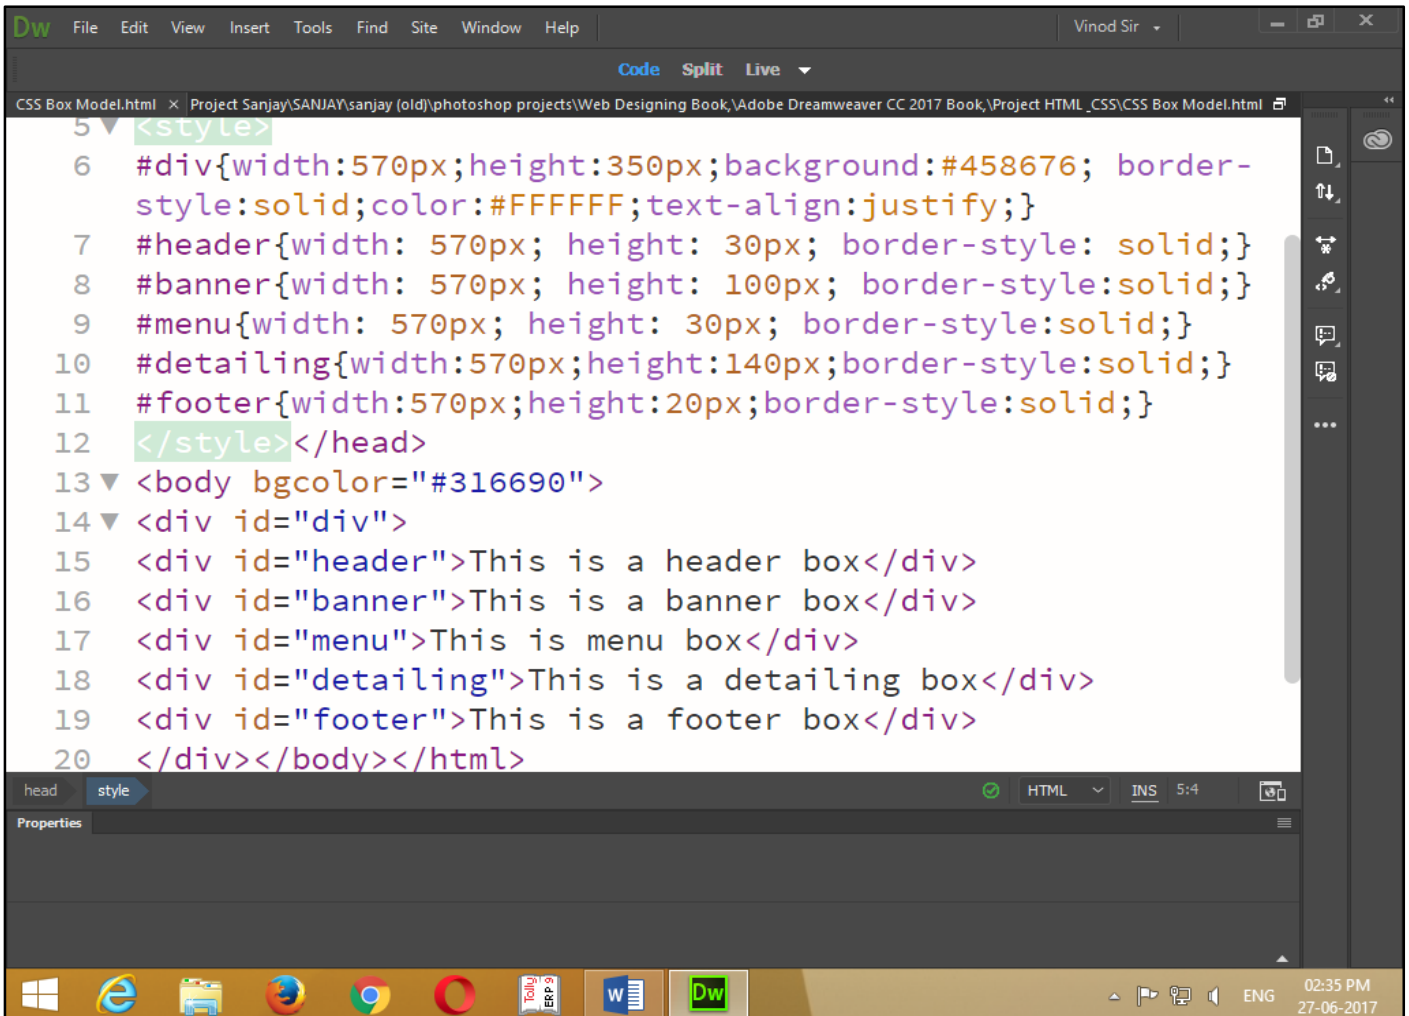 Dw File Edit View Insert Tools Find Site Window Help Vinod Sir
Code Split Live
CSS Box Model.html × Project Sanjay\SANJAY\sanjay (old)\photoshop projects\Web Designing Book,\Adobe Dreamweaver CC 2017 Book,\Project HTML_CSS\CSS Box Model.html
5 <style>
6 #div{width:570px;height:350px;background:#458676; border-
style:solid;color:#FFFFFF;text-align:justify;}
7 #header{width: 570px; height: 30px; border-style: solid;}
8 #banner{width: 570px; height: 100px; border-style:solid;}
9 #menu{width: 570px; height: 30px; border-style:solid;}
10 #detailing{width:570px;height:140px;border-style:solid;}
11 #footer{width:570px;height:20px;border-style:solid;}
12 </style></head>
13 <body bgcolor="#316690">
14 <div id="div">
15 <div id="header">This is a header box</div>
16 <div id="banner">This is a banner box</div>
17 <div id="menu">This is menu box</div>
18 <div id="detailing">This is a detailing box</div>
19 <div id="footer">This is a footer box</div>
20 </div></body></html>
head style HTML INS 5:4
Properties
Tally ERP 9 W Dw ENG 02:35 PM
27-06-2017